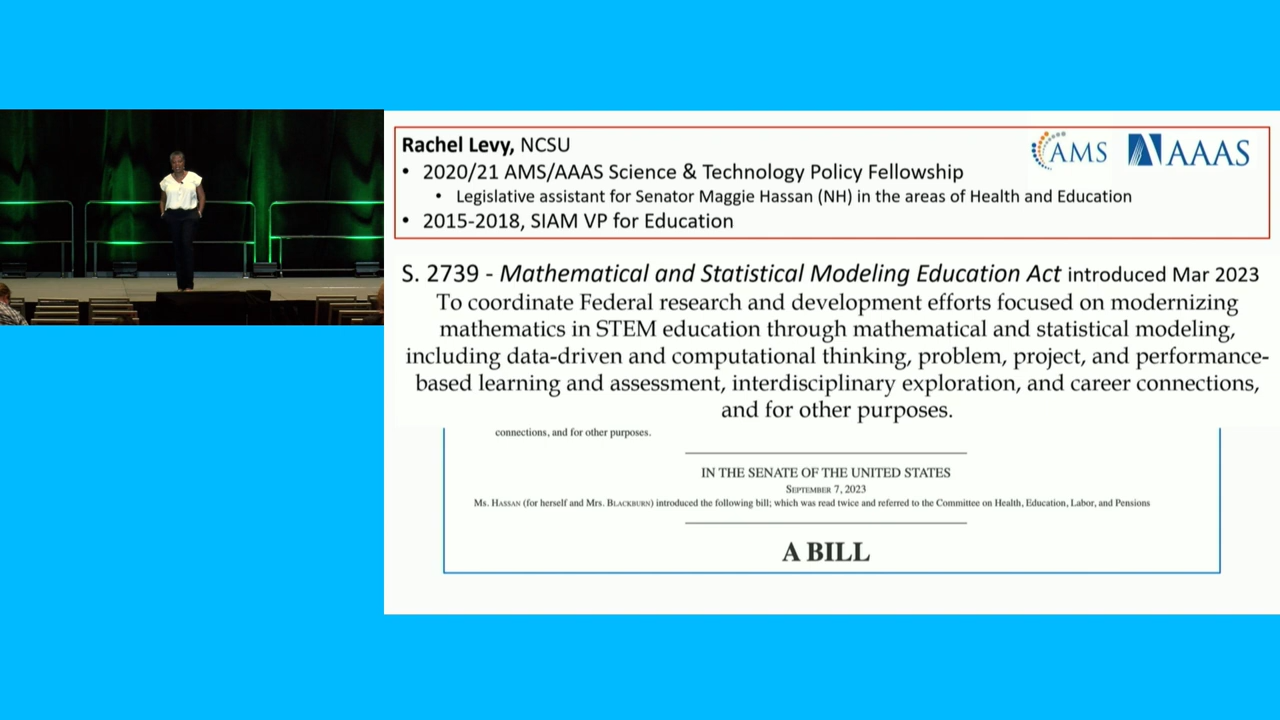 Rachel Levy, NCSU
AMS
AAAS
• 2020/21 AMS/AAAS Science & Technology Policy Fellowship
• Legislative assistant for Senator Maggie Hassan (NH) in the areas of Health and Education
• 2015-2018, SIAM VP for Education
S. 2739 - Mathematical and Statistical Modeling Education Act introduced Mar 2023
To coordinate Federal research and development efforts focused on modernizing
mathematics in STEM education through mathematical and statistical modeling,
including data-driven and computational thinking, problem, project, and performance-
based learning and assessment, interdisciplinary exploration, and career connections,
and for other purposes.
connections, and for other purposes.
IN THE SENATE OF THE UNITED STATES
SEPTEMBER 7, 2023
Ms. HASSAN (for herself and Mrs. BLACKBURN) introduced the following bill; which was read twice and referred to the Committee on Health, Education, Labor, and Pensions
A BILL